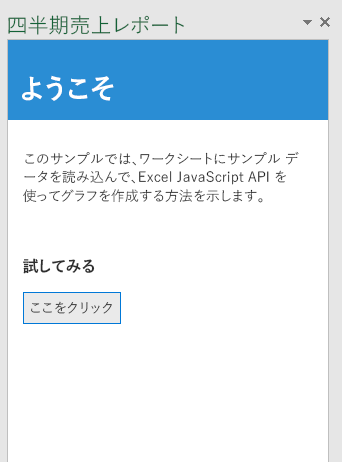 四半期売上レポート
ようこそ
このサンプルでは、ワークシートにサンプル デ
ータを読み込んで、Excel JavaScript API を
使ってグラフを作成する方法を示します。
試してみる
ここをクリック